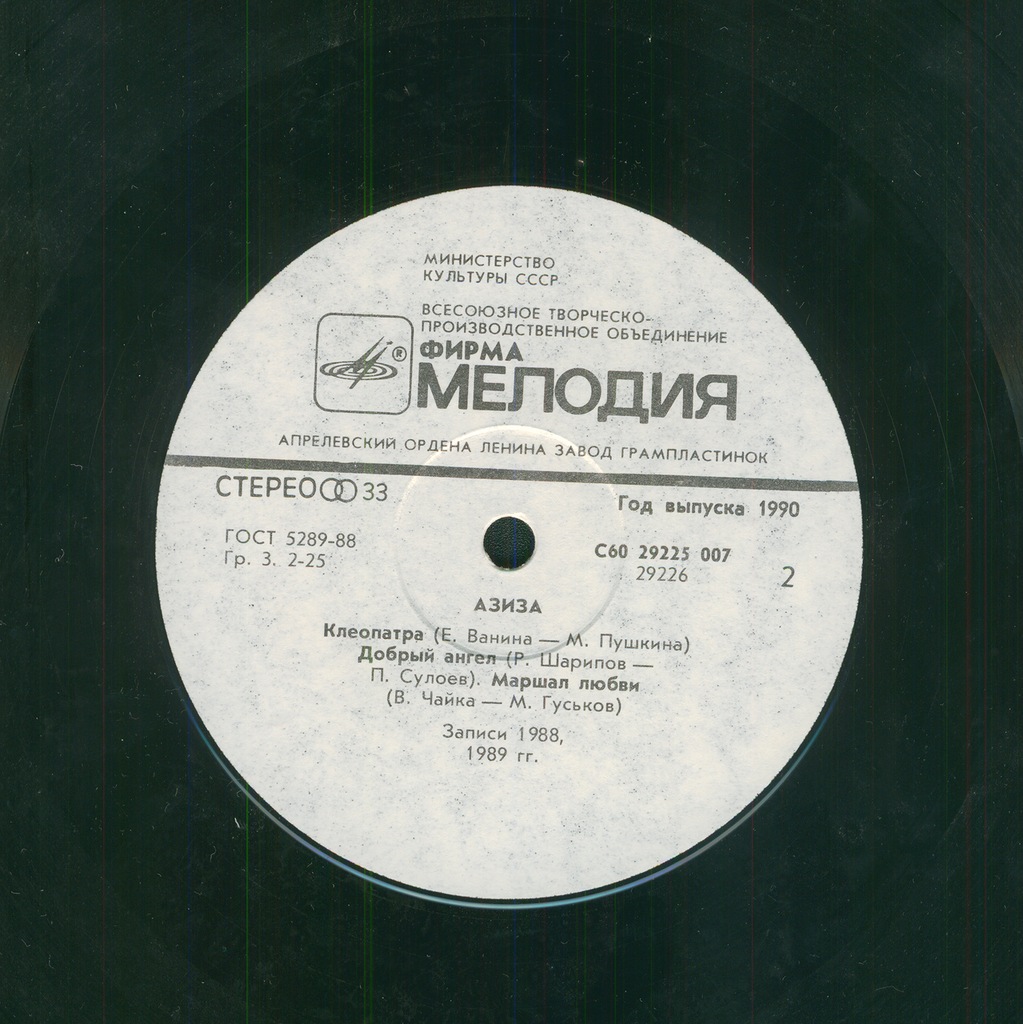 МИНИСТЕРСТВО
КУЛЬТУРЫ СССР
ВСЕСОЮЗНОЕ ТВОРЧЕСКО-
ПРОИЗВОДСТВЕННОЕ ОБЪЕДИНЕНИЕ
®
ФИРМА
МЕЛОДИЯ
АПРЕЛЕВСКИЙ ОРДЕНА ЛЕНИНА ЗАВОД ГРАМПЛАСТИНОК
СТЕРЕО 33
Год выпуска 1990
ГОСТ 5289-88
Гр. 3. 2-25
С60 29225 007
29226
2
АЗИЗА
Клеопатра (Е. Ванина — М. Пушкина)
Добрый ангел (Р. Шарипов —
П. Сулоев). Маршал любви
(В. Чайка — М. Гуськов)
Записи 1988,
1989 гг.